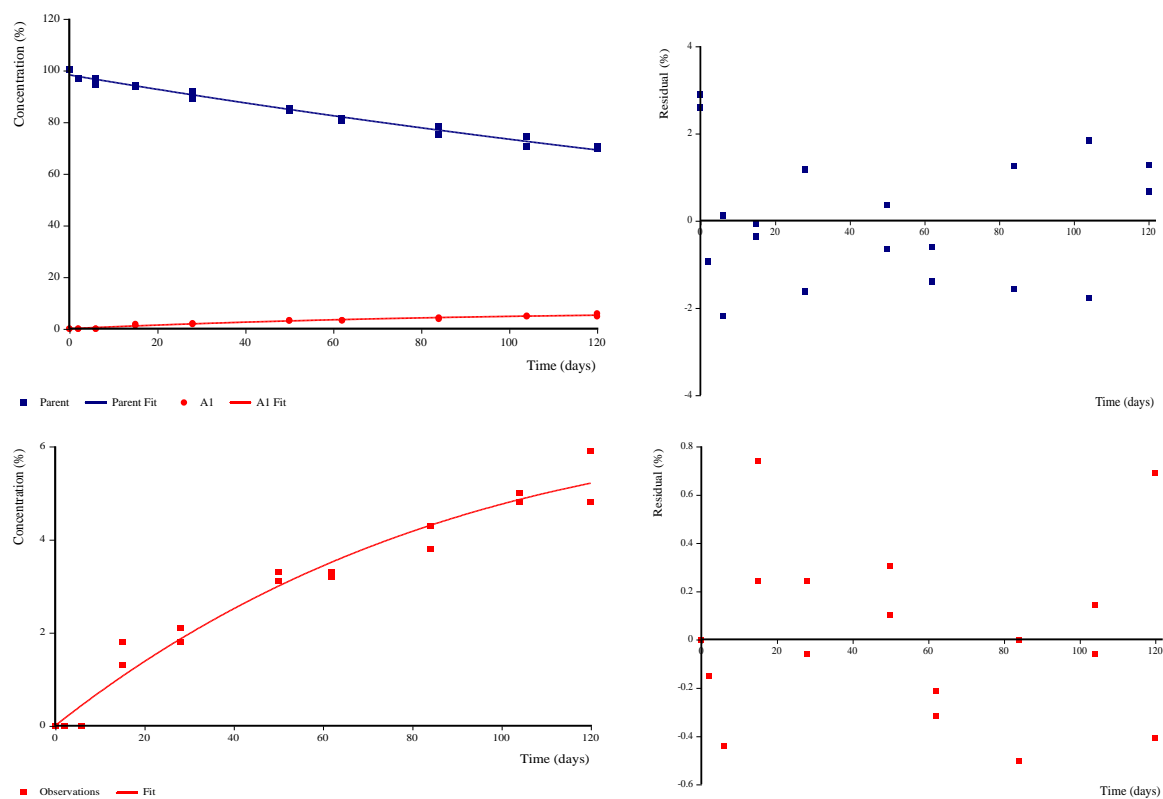 Concentration (%)
120
100
80
60
40
20
0
0 20 40 60 80 100 120
Time (days)
Parent Parent Fit A1 A1 Fit
Residual (%)
4
2
0
-2
-4
0 20 40 60 80 100 120
Time (days)
Concentration (%)
6
4
2
0
0 20 40 60 80 100 120
Time (days)
Observations Fit
Residual (%)
0.8
0.6
0.4
0.2
0
-0.2
-0.4
-0.6
0 20 40 60 80 100 120
Time (days)